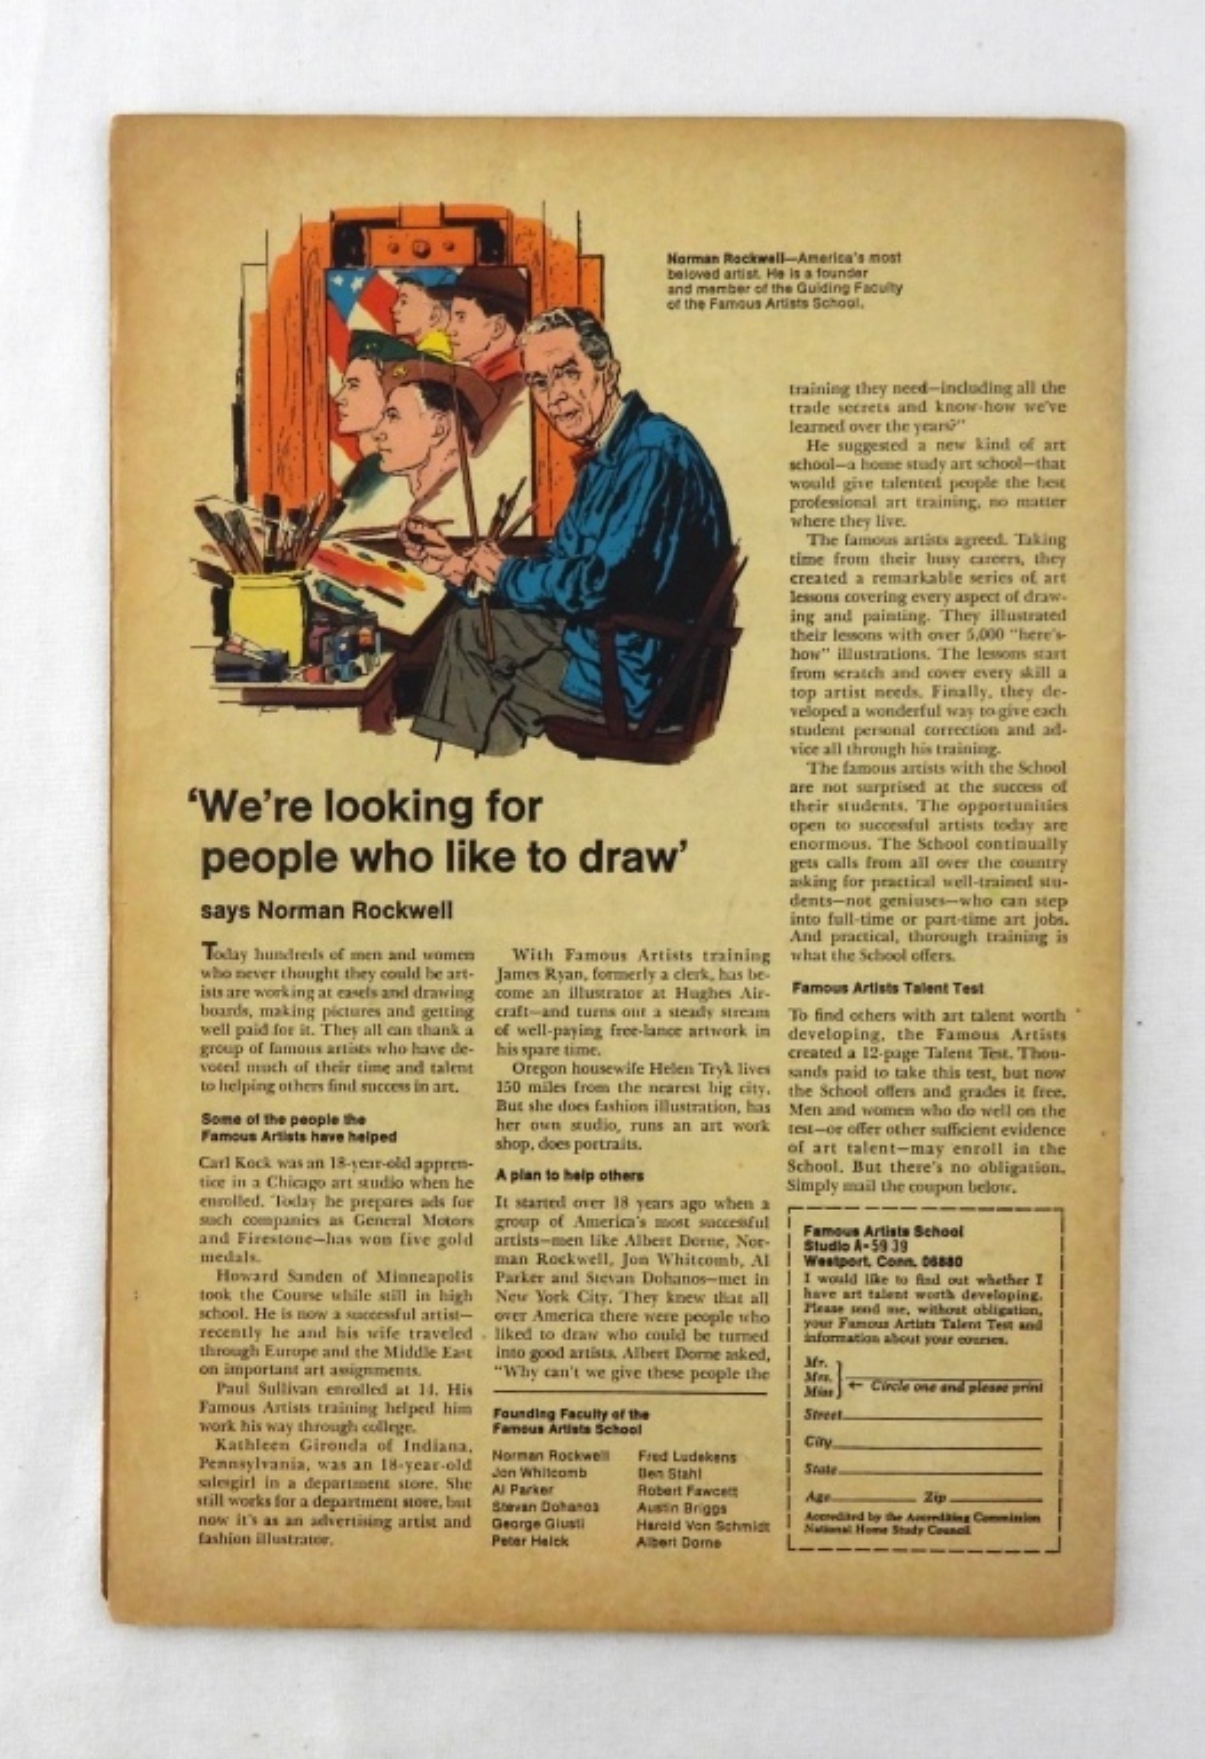 Norman Rockwell—America's most
beloved artist. He is a founder
and member of the Guiding Faculty
of the Famous Artists School.
‘We’re looking for
people who like to draw’
says Norman Rockwell
Today hundreds of men and women
who never thought they could be art-
ists are working at easels and drawing
boards, making pictures and getting
well paid for it. They all can thank a
group of famous artists who have de-
voted much of their time and talent
to helping others find success in art.
Some of the people the
Famous Artists have helped
Carl Kock was an 18-year-old appren-
tice in a Chicago art studio when he
enrolled. Today he prepares ads for
such companies as General Motors
and Firestone—has won five gold
medals.
Howard Sanden of Minneapolis
took the Course while still in high
school. He is now a successful artist—
recently he and his wife traveled
through Europe and the Middle East
on important art assignments.
Paul Sullivan enrolled at 14. His
Famous Artists training helped him
work his way through college.
Kathleen Gironda of Indiana,
Pennsylvania, was an 18-year-old
salesgirl in a department store. She
still works for a department store, but
now it's as an advertising artist and
fashion illustrator.
With Famous Artists training
James Ryan, formerly a clerk, has be-
come an illustrator at Hughes Air-
craft—and turns out a steady stream
of well-paying free-lance artwork in
his spare time.
Oregon housewife Helen Tryk lives
150 miles from the nearest big city.
But she does fashion illustration, has
her own studio, runs an art work
shop, does portraits.
A plan to help others
It started over 18 years ago when a
group of America's most successful
artists—men like Albert Dorne, Nor-
man Rockwell, Jon Whitcomb, Al
Parker and Stevan Dohanos—met in
New York City. They knew that all
over America there were people who
liked to draw who could be turned
into good artists. Albert Dorne asked,
"Why can't we give these people the
Founding Faculty of the
Famous Artists School
Norman Rockwell
Jon Whitcomb
Al Parker
Stevan Dohanos
George Giusti
Peter Helck
Fred Ludekens
Ben Stahl
Robert Fawcett
Austin Briggs
Harold Von Schmidt
Albert Dorne
training they need—including all the
trade secrets and know-how we've
learned over the years?"
He suggested a new kind of art
school—a home study art school—that
would give talented people the best
professional art training, no matter
where they live.
The famous artists agreed. Taking
time from their busy careers, they
created a remarkable series of art
lessons covering every aspect of draw-
ing and painting. They illustrated
their lessons with over 5,000 "here's-
how" illustrations. The lessons start
from scratch and cover every skill a
top artist needs. Finally, they de-
veloped a wonderful way to give each
student personal correction and ad-
vice all through his training.
The famous artists with the School
are not surprised at the success of
their students. The opportunities
open to successful artists today are
enormous. The School continually
gets calls from all over the country
asking for practical well-trained stu-
dents—not geniuses—who can step
into full-time or part-time art jobs.
And practical, thorough training is
what the School offers.
Famous Artists Talent Test
To find others with art talent worth
developing, the Famous Artists
created a 12-page Talent Test. Thou-
sands paid to take this test, but now
the School offers and grades it free.
Men and women who do well on the
test—or offer other sufficient evidence
of art talent—may enroll in the
School. But there's no obligation.
Simply mail the coupon below.
Famous Artists School
Studio A-5939
Westport, Conn. 06880
I would like to find out whether I
have art talent worth developing.
Please send me, without obligation,
your Famous Artists Talent Test and
information about your courses.
Mr.
Mrs.
Miss
← Circle one and please print
Street
City
State
Age Zip
Accredited by the Accrediting Commission
National Home Study Council